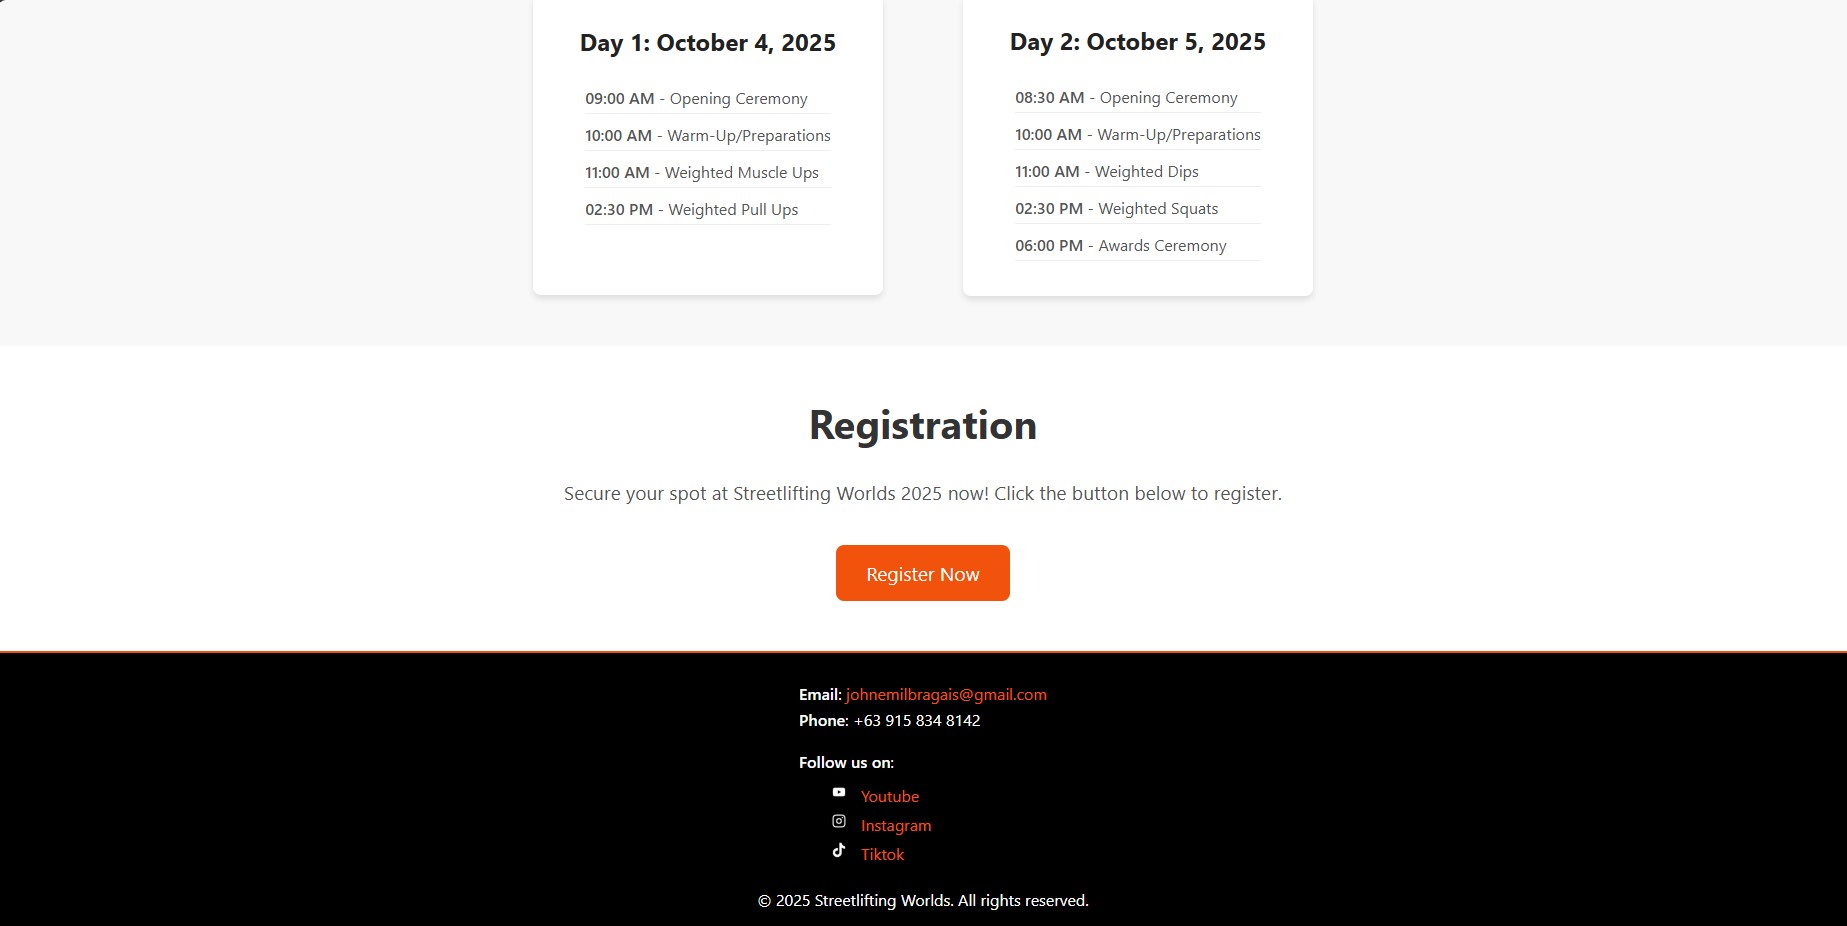 Day 1: October 4, 2025
09:00 AM - Opening Ceremony
10:00 AM - Warm-Up/Preparations
11:00 AM - Weighted Muscle Ups
02:30 PM - Weighted Pull Ups
Day 2: October 5, 2025
08:30 AM - Opening Ceremony
10:00 AM - Warm-Up/Preparations
11:00 AM - Weighted Dips
02:30 PM - Weighted Squats
06:00 PM - Awards Ceremony
Registration
Secure your spot at Streetlifting Worlds 2025 now! Click the button below to register.
Register Now
Email: johnemilbragais@gmail.com
Phone: +63 915 834 8142
Follow us on:
Youtube
Instagram
Tiktok
© 2025 Streetlifting Worlds. All rights reserved.